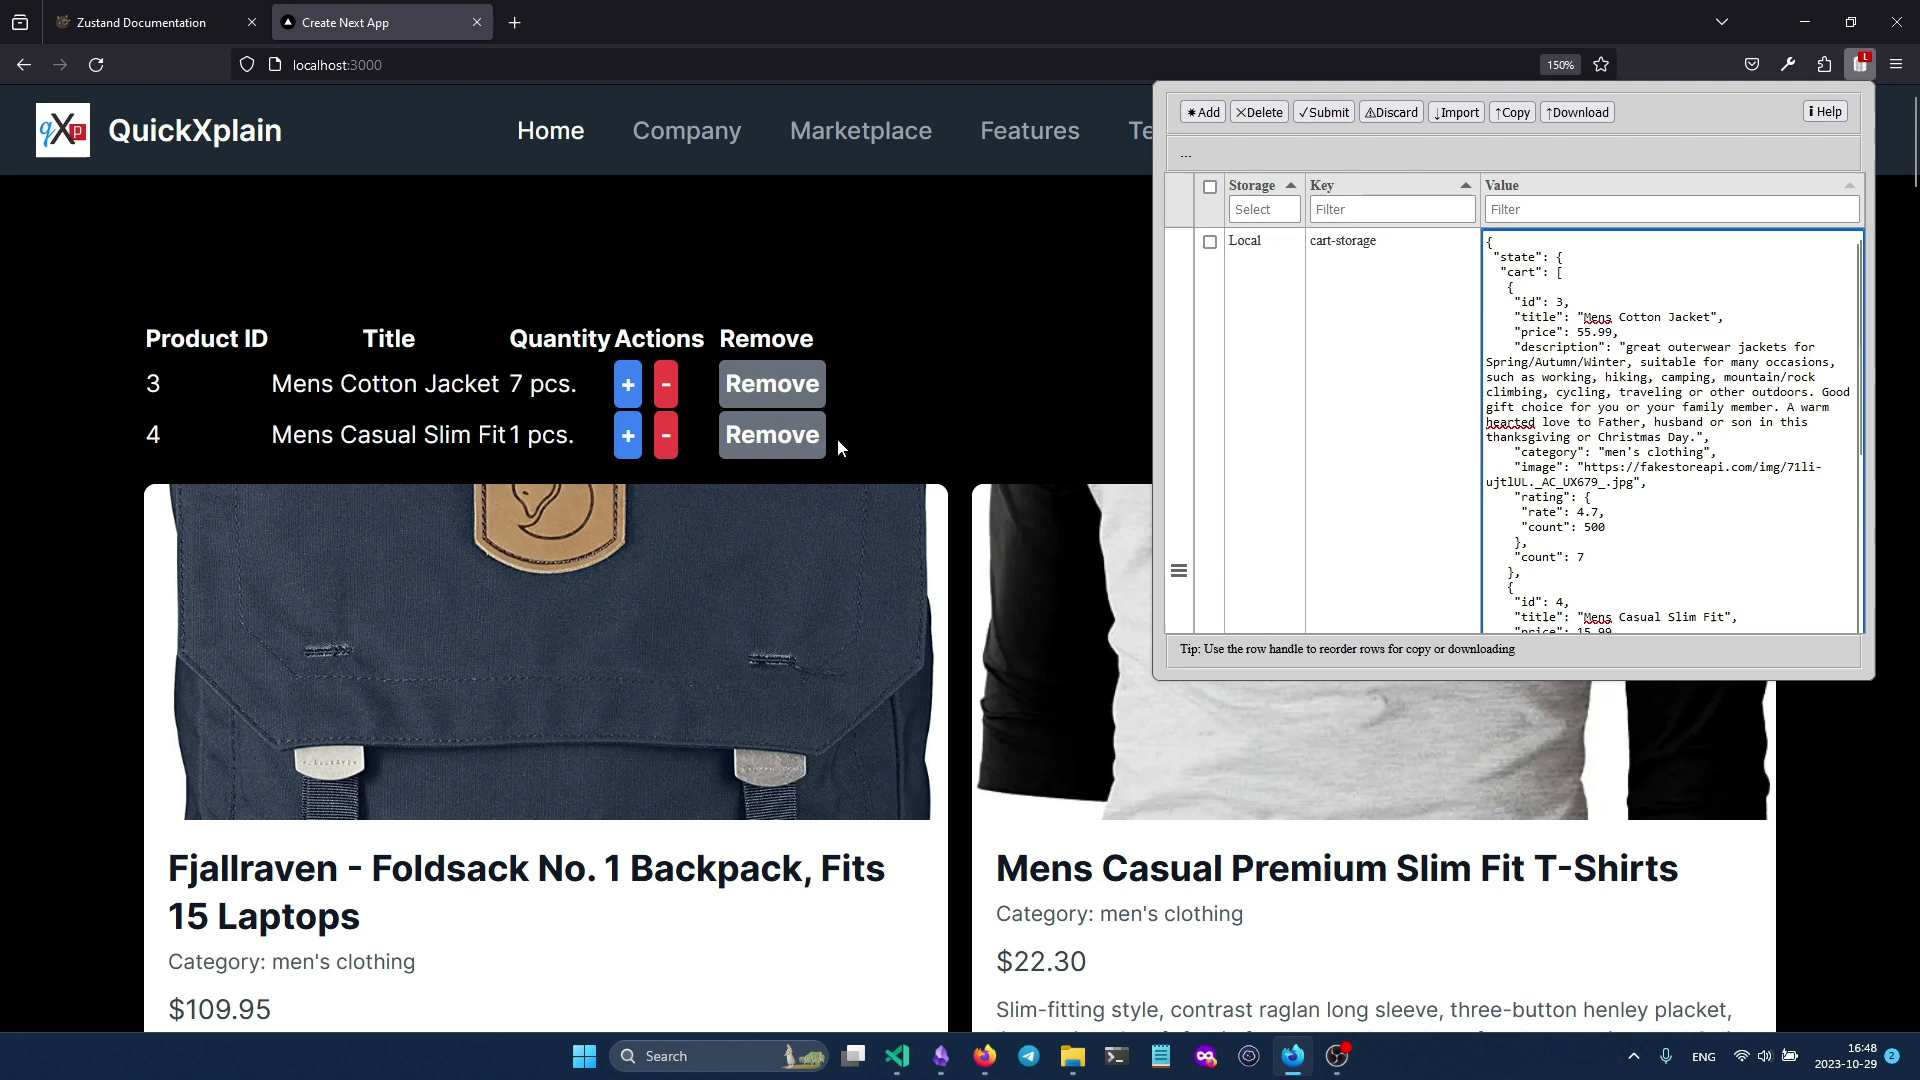 Zustand Documentation
Create Next App
localhost:3000
150%
qXp
QuickXplain
Home
Company
Marketplace
Features
Te
✷Add
✕Delete
✓Submit
⚠Discard
↓Import
↑Copy
↑Download
ℹ Help
...
Storage
Key
Value
Select
Filter
Filter
Local
cart-storage
{
"state": {
"cart": [
{
"id": 3,
"title": "Mens Cotton Jacket",
"price": 55.99,
"description": "great outerwear jackets for
Spring/Autumn/Winter, suitable for many occasions,
such as working, hiking, camping, mountain/rock
climbing, cycling, traveling or other outdoors. Good
gift choice for you or your family member. A warm
hearted love to Father, husband or son in this
thanksgiving or Christmas Day.",
"category": "men's clothing",
"image": "https://fakestoreapi.com/img/71li-
ujtlUL._AC_UX679_.jpg",
"rating": {
"rate": 4.7,
"count": 500
},
"count": 7
},
{
"id": 4,
"title": "Mens Casual Slim Fit",
"price": 15.99
Tip: Use the row handle to reorder rows for copy or downloading
Product ID Title Quantity Actions Remove
3 Mens Cotton Jacket 7 pcs. + - Remove
4 Mens Casual Slim Fit 1 pcs. + - Remove
Fjallraven - Foldsack No. 1 Backpack, Fits
15 Laptops
Category: men's clothing
$109.95
Mens Casual Premium Slim Fit T-Shirts
Category: men's clothing
$22.30
Slim-fitting style, contrast raglan long sleeve, three-button henley placket,
Search
ENG
16:48
2023-10-29
2